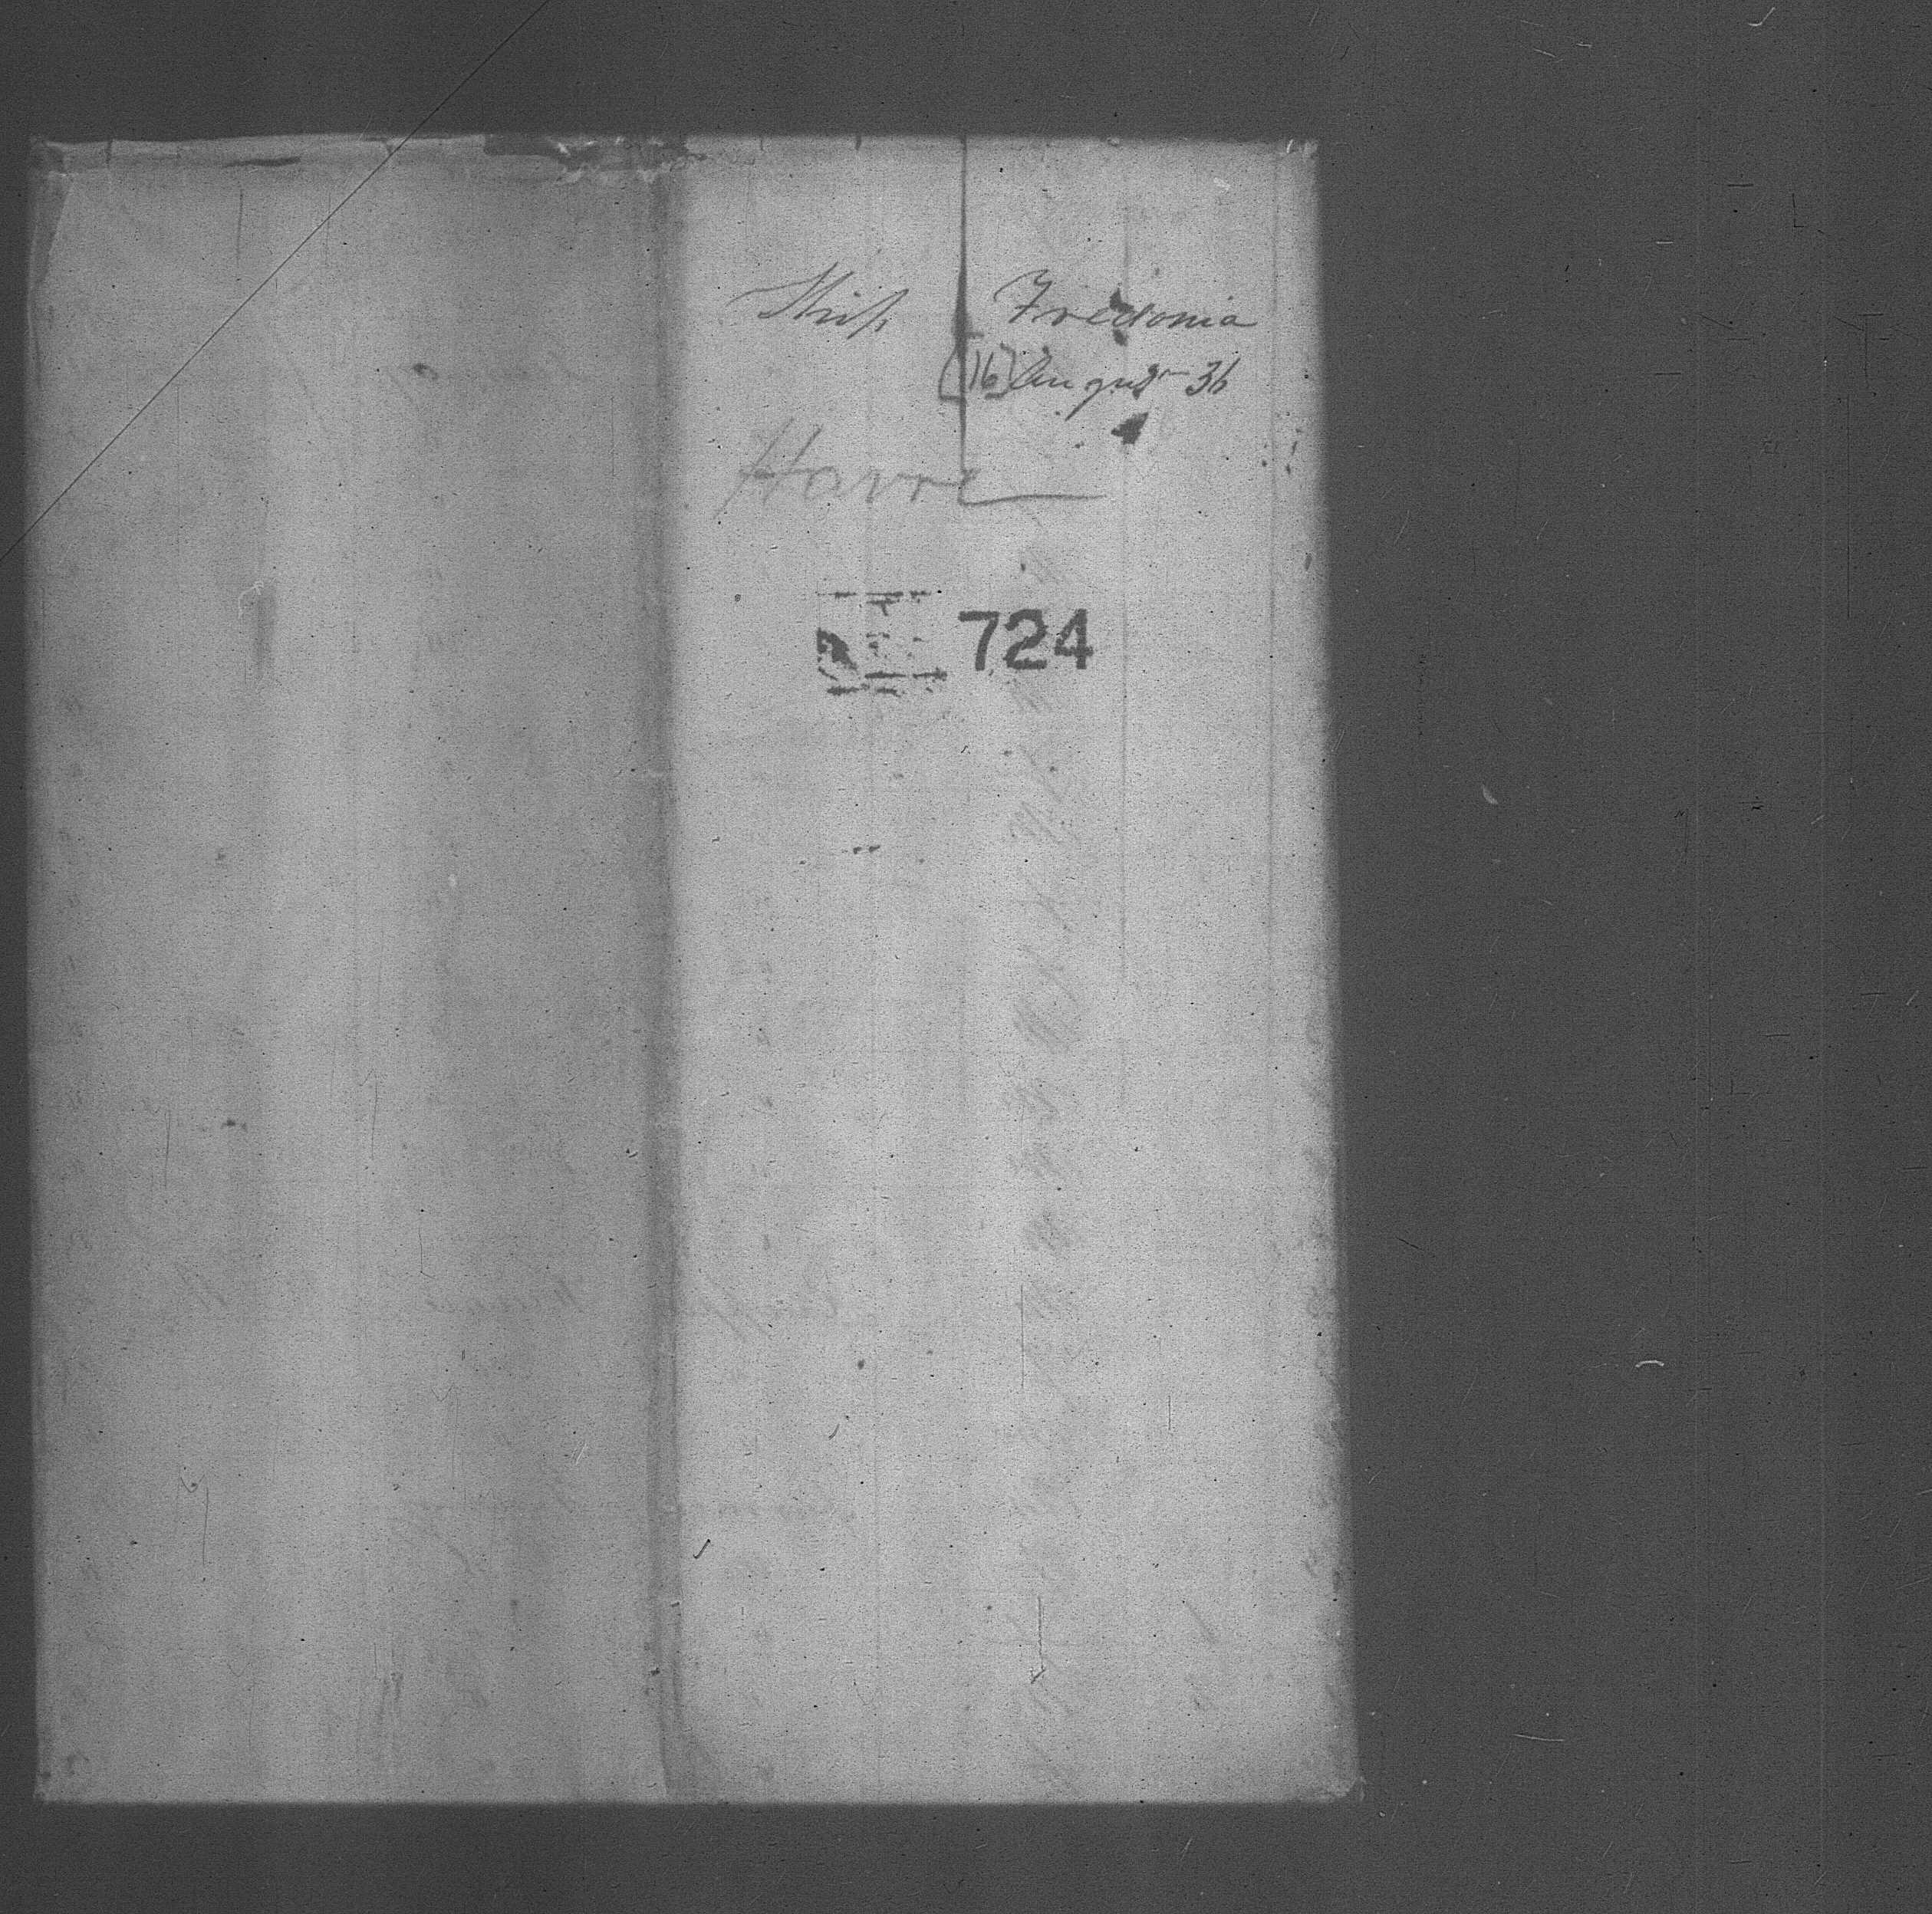 Ship Fredonia
[16] August 36
Havre
724